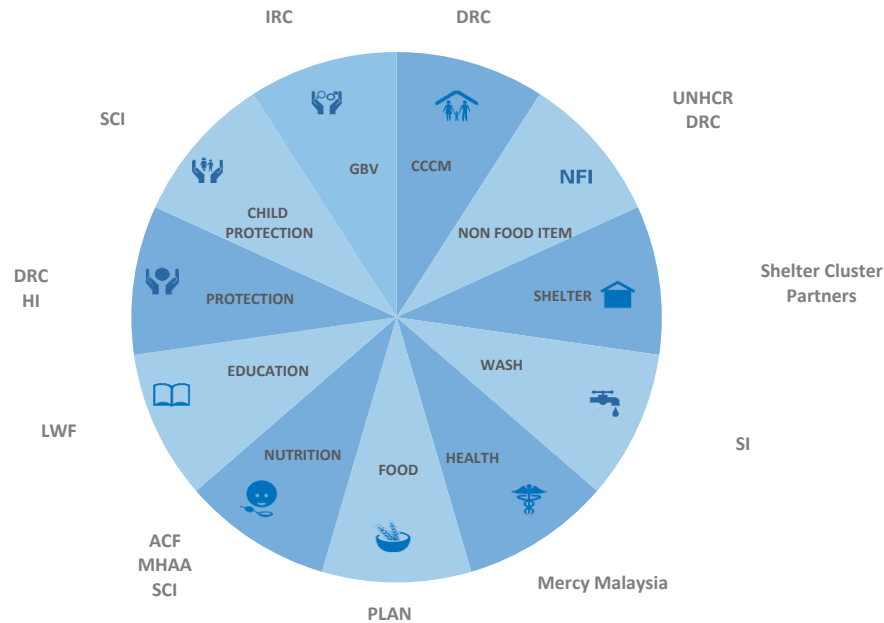 IRC
DRC
SCI
UNHCR
DRC
GBV
CCCM
NFI
CHILD
PROTECTION
NON FOOD ITEM
DRC
HI
PROTECTION
SHELTER
Shelter Cluster
Partners
EDUCATION
WASH
LWF
SI
NUTRITION
FOOD
HEALTH
ACF
MHAA
SCI
PLAN
Mercy Malaysia